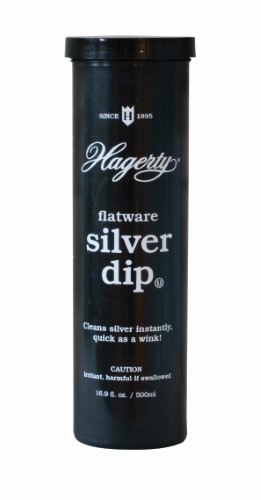 SINCE H 1895
Hagerty®
flatware
silver
dip Ⓤ
Cleans silver instantly,
quick as a wink!
CAUTION
irritant, harmful if swallowed
16.9 fl. oz. / 500ml